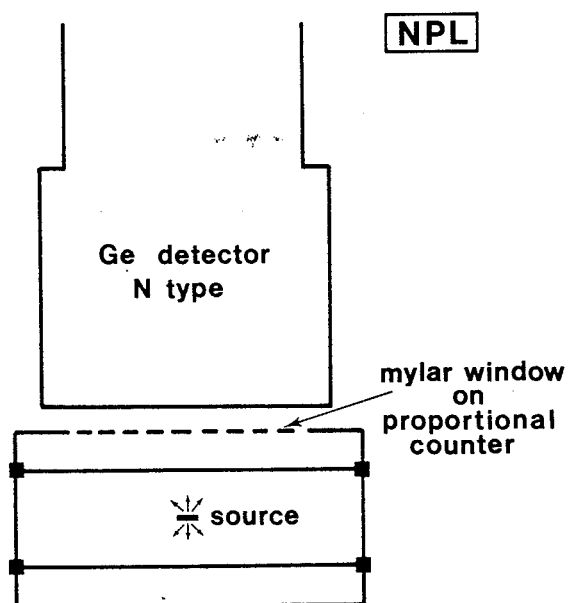 NPL
Ge detector
N type
mylar window
on
proportional
counter
source